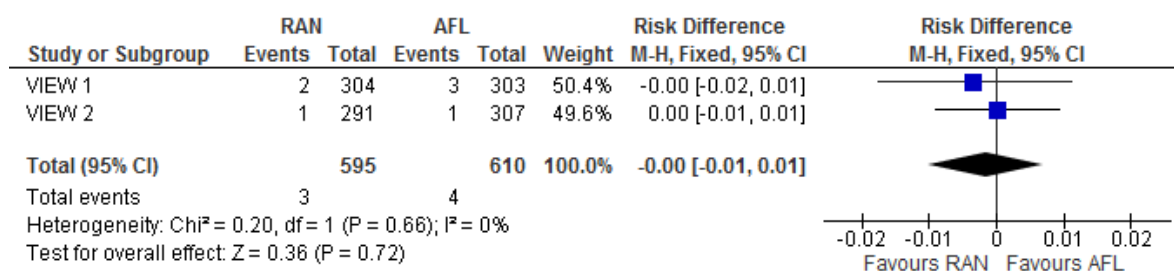 RAN AFL Risk Difference Risk Difference
Study or Subgroup Events Total Events Total Weight M-H, Fixed, 95% CI M-H, Fixed, 95% CI
VIEW 1 2 304 3 303 50.4% -0.00 [-0.02, 0.01]
VIEW 2 1 291 1 307 49.6% 0.00 [-0.01, 0.01]
Total (95% CI) 595 610 100.0% -0.00 [-0.01, 0.01]
Total events 3 4
Heterogeneity: Chi² = 0.20, df = 1 (P = 0.66); I² = 0%
Test for overall effect: Z = 0.36 (P = 0.72)
-0.02 -0.01 0 0.01 0.02
Favours RAN Favours AFL